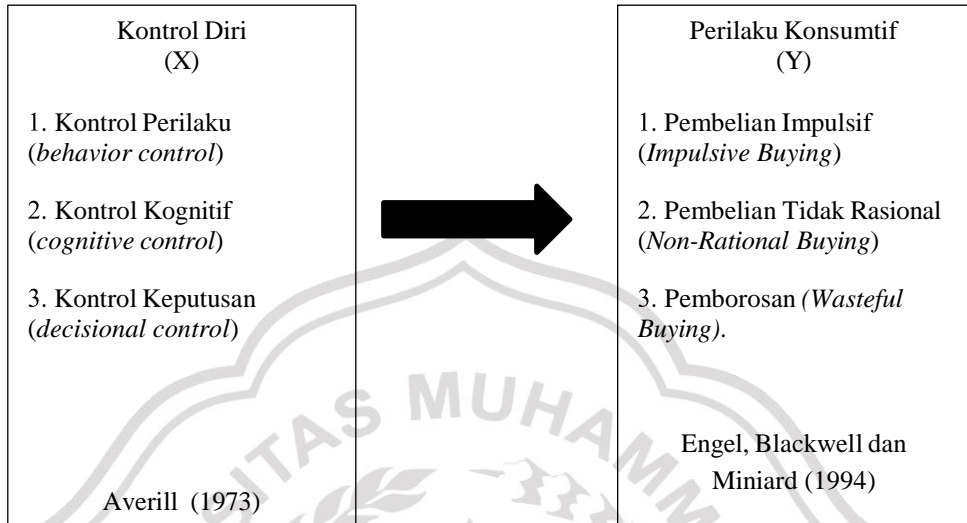 Kontrol Diri
(X)
1. Kontrol Perilaku
(behavior control)
2. Kontrol Kognitif
(cognitive control)
3. Kontrol Keputusan
(decisional control)
Averill (1973)
Perilaku Konsumtif
(Y)
1. Pembelian Impulsif
(Impulsive Buying)
2. Pembelian Tidak Rasional
(Non-Rational Buying)
3. Pemborosan (Wasteful
Buying).
Engel, Blackwell dan
Miniard (1994)
SITAS MUHAMM